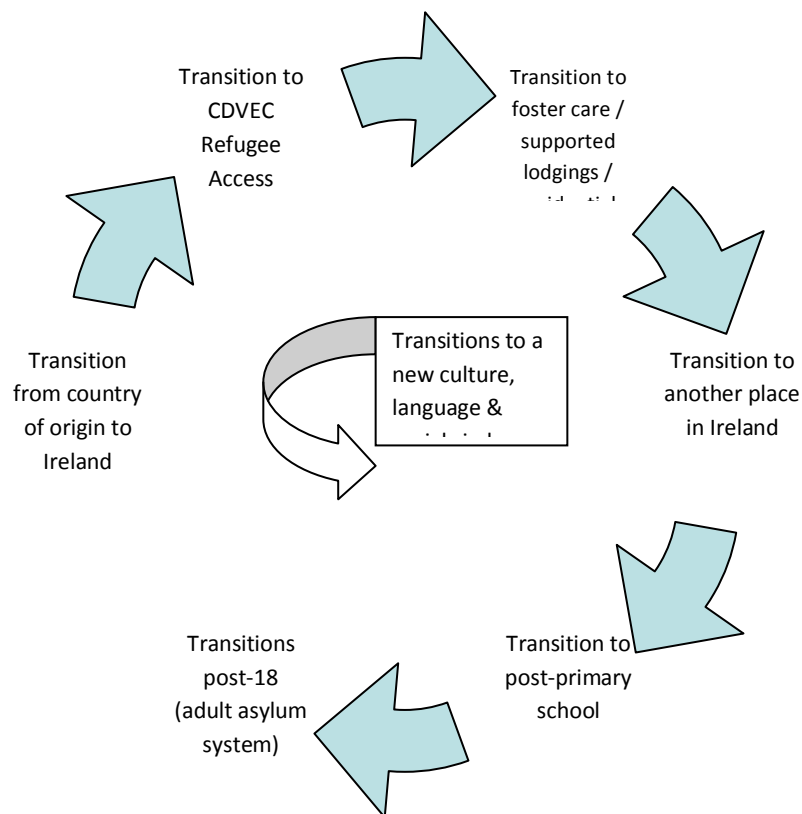 Transition to
CDVEC
Refugee
Access
Transition to
foster care /
supported
lodgings /
Transition to
another place
in Ireland
Transition to
post-primary
school
Transitions
post-18
(adult asylum
system)
Transition
from country
of origin to
Ireland
Transitions to a
new culture,
language &